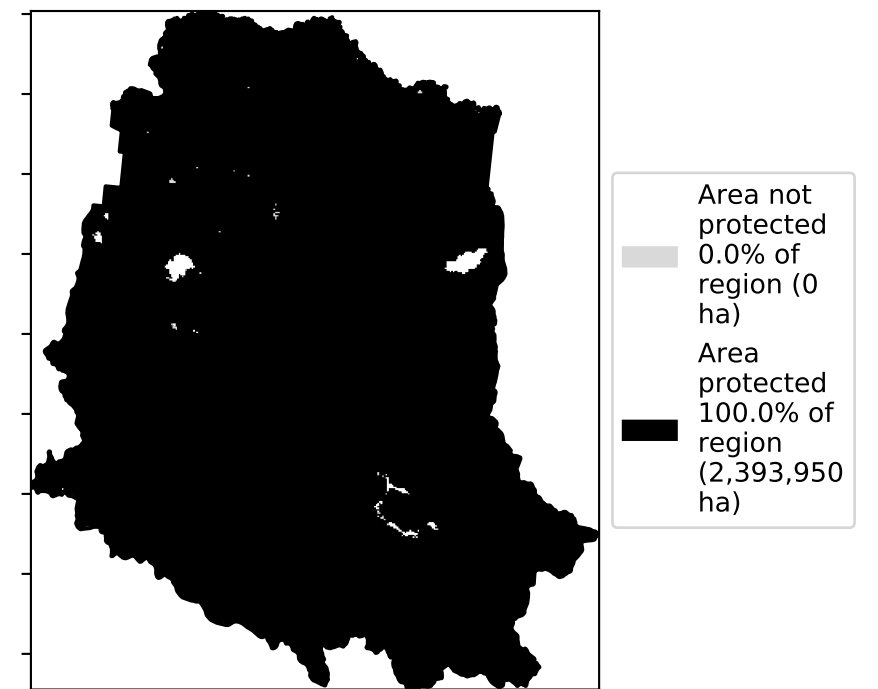 Area not
protected
0.0% of
region (0
ha)
Area
protected
100.0% of
region
(2,393,950
ha)